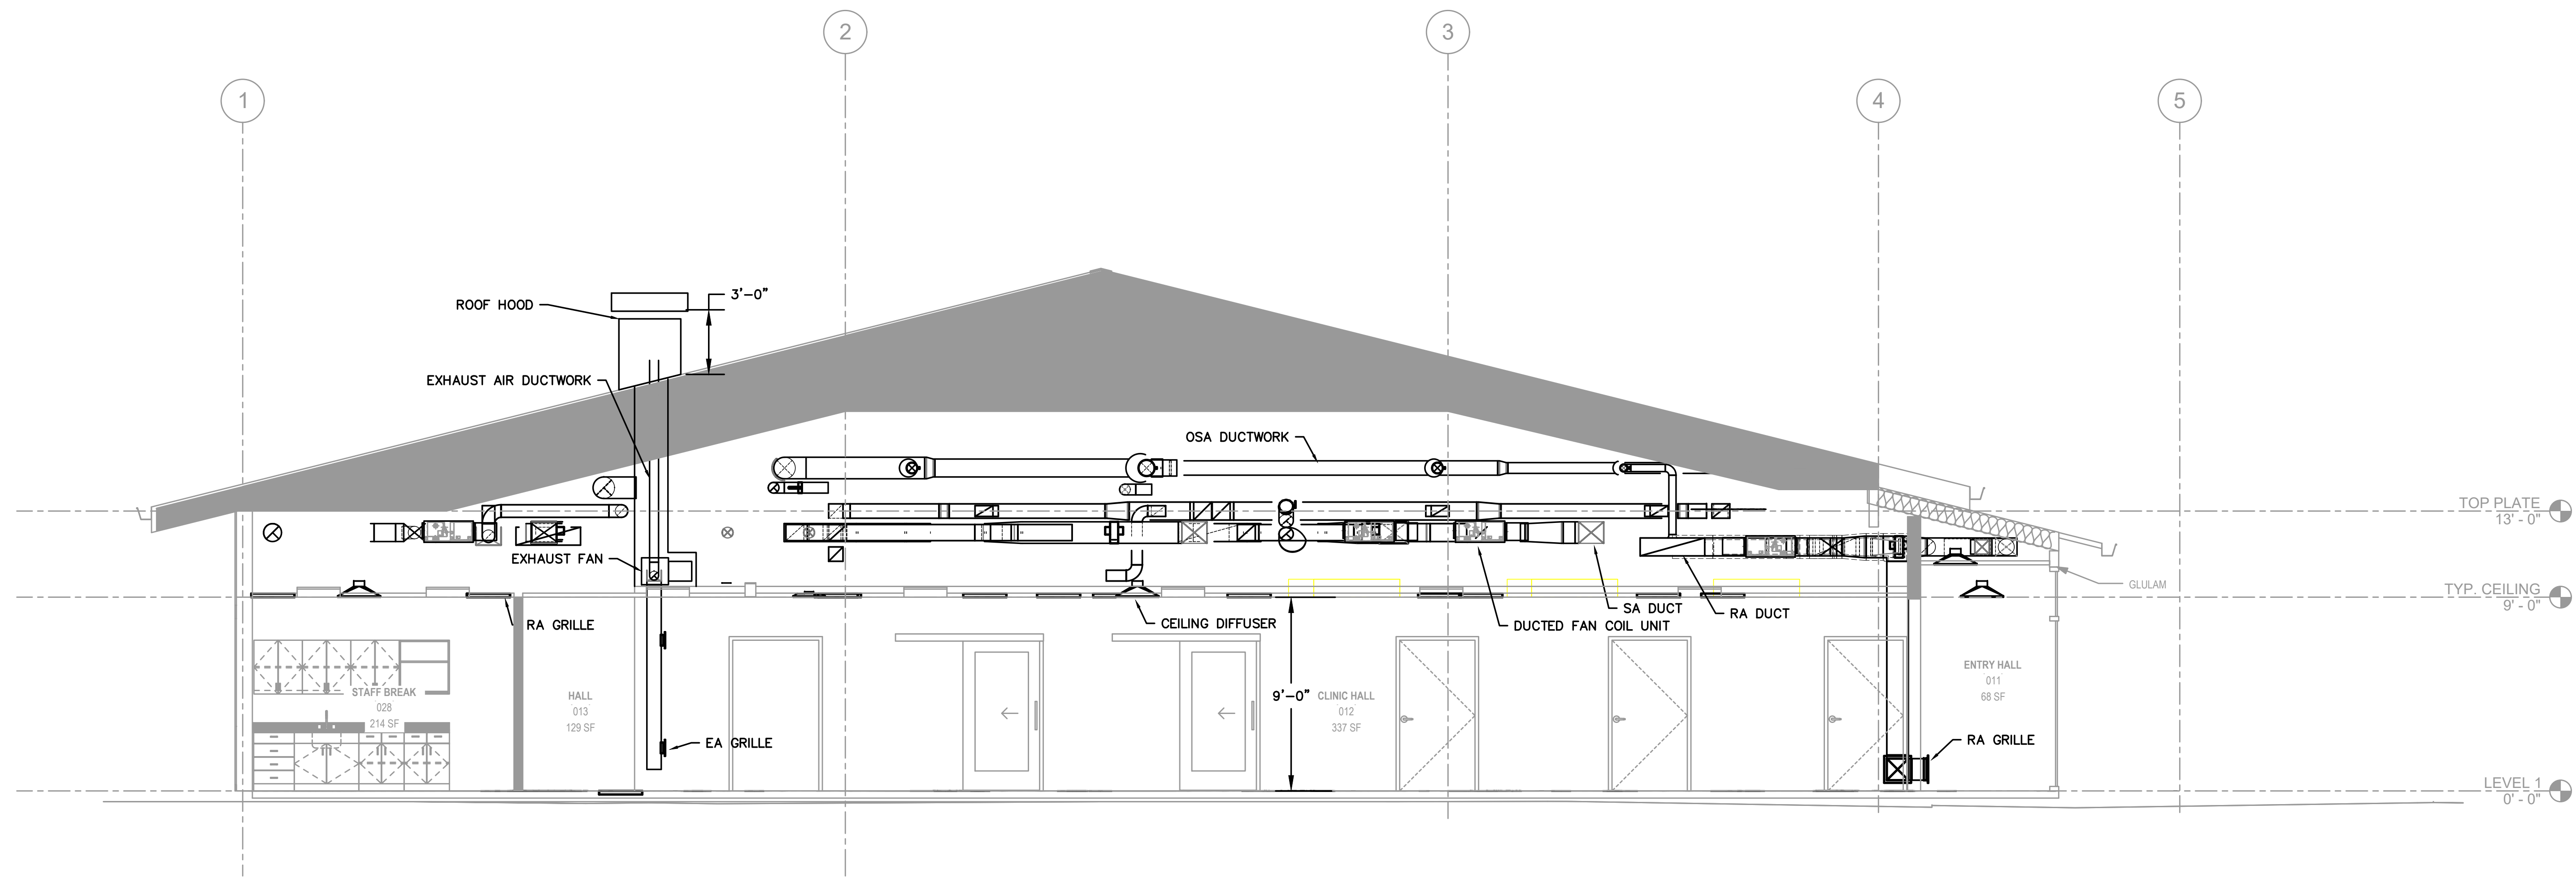 2
3
1
4
5
3'-0"
ROOF HOOD
EXHAUST AIR DUCTWORK
OSA DUCTWORK
TOP PLATE
13' - 0"
EXHAUST FAN
GLULAM
TYP. CEILING
9' - 0"
RA GRILLE
CEILING DIFFUSER
SA DUCT
DUCTED FAN COIL UNIT
RA DUCT
STAFF BREAK
028
214 SF
HALL
013
129 SF
9'-0"
CLINIC HALL
012
337 SF
ENTRY HALL
011
68 SF
EA GRILLE
RA GRILLE
LEVEL 1
0' - 0"